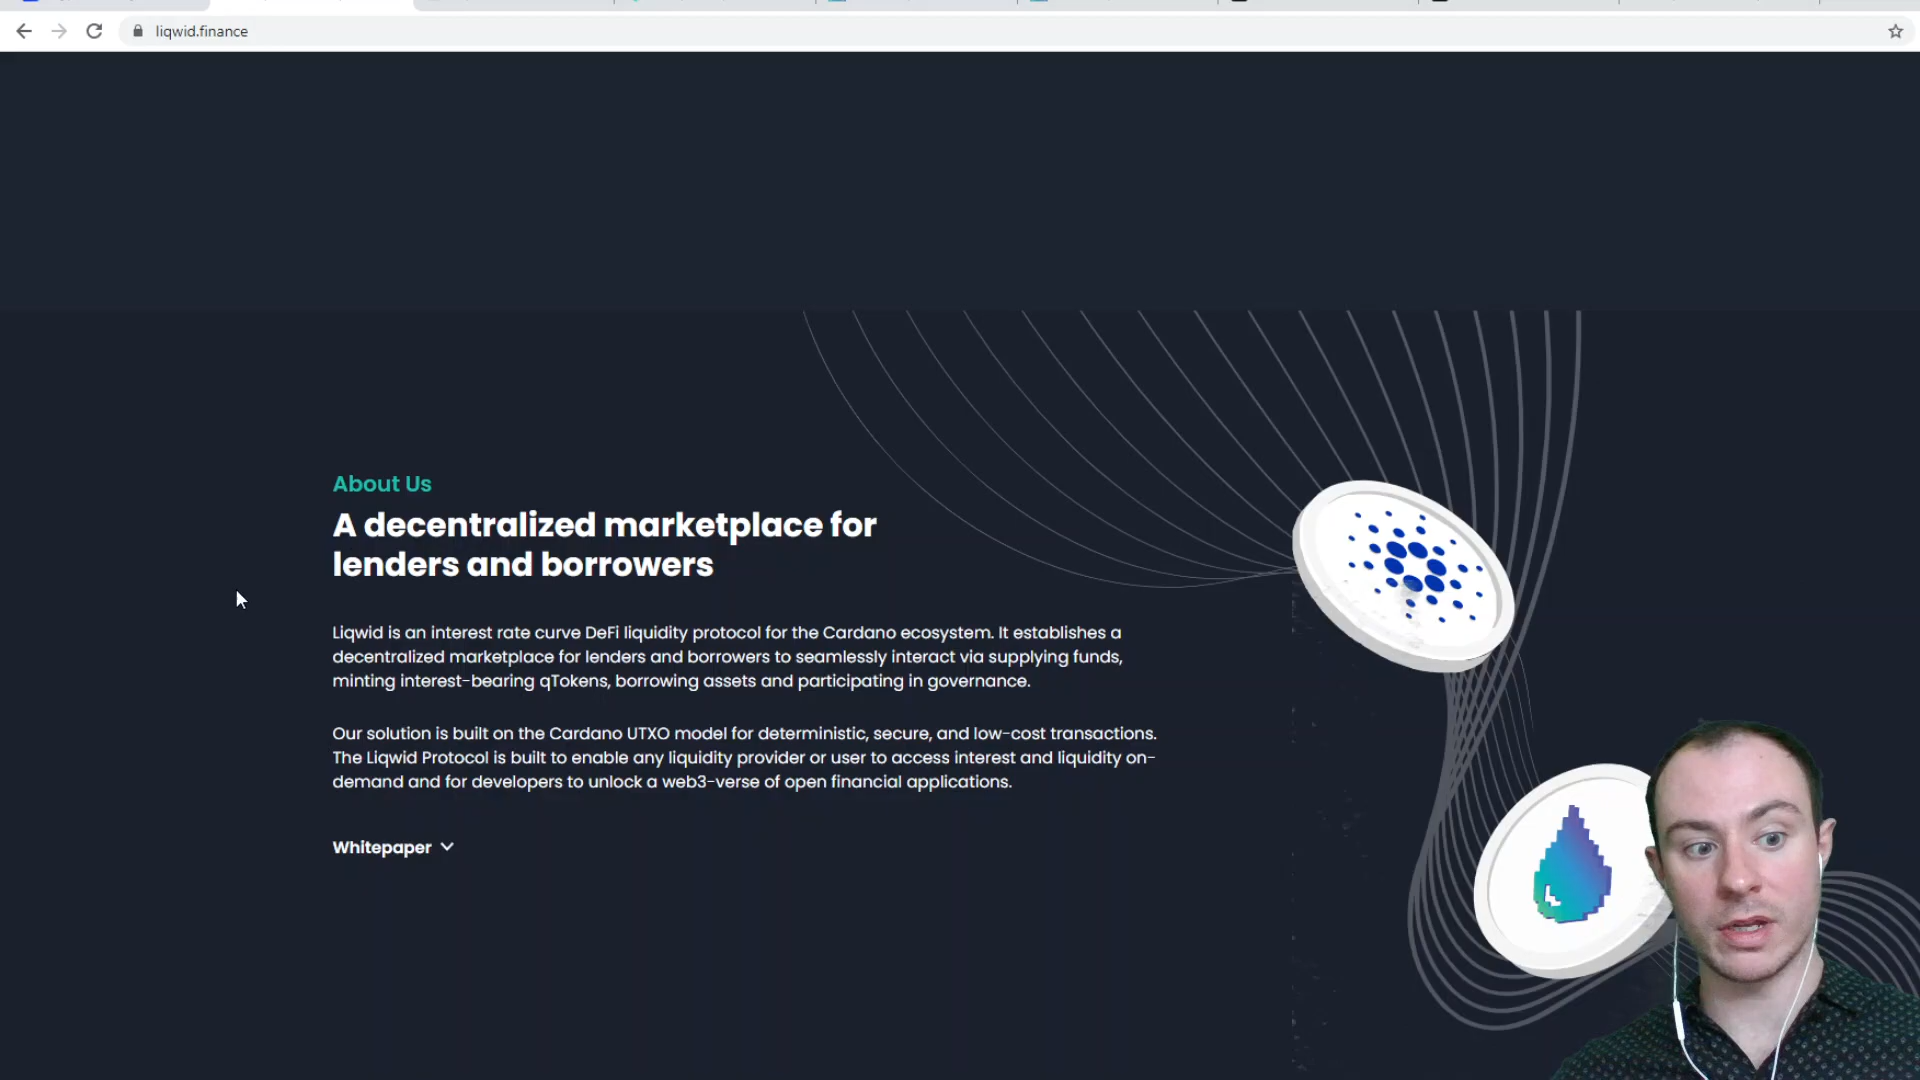 liqwid.finance
About Us
A decentralized marketplace for
lenders and borrowers
Liqwid is an interest rate curve DeFi liquidity protocol for the Cardano ecosystem. It establishes a
decentralized marketplace for lenders and borrowers to seamlessly interact via supplying funds,
minting interest-bearing qTokens, borrowing assets and participating in governance.
Our solution is built on the Cardano UTXO model for deterministic, secure, and low-cost transactions.
The Liqwid Protocol is built to enable any liquidity provider or user to access interest and liquidity on-
demand and for developers to unlock a web3-verse of open financial applications.
Whitepaper